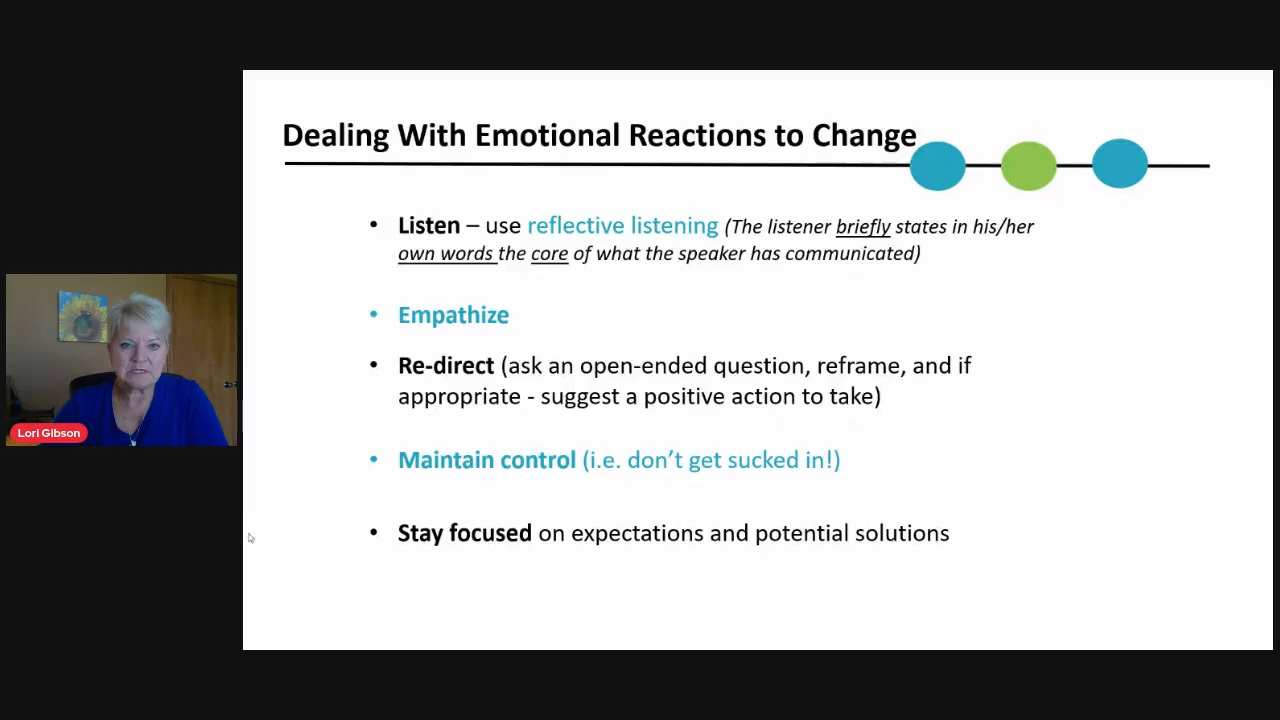 Dealing With Emotional Reactions to Change
• Listen – use reflective listening (The listener briefly states in his/her
own words the core of what the speaker has communicated)
• Empathize
• Re-direct (ask an open-ended question, reframe, and if
appropriate - suggest a positive action to take)
• Maintain control (i.e. don't get sucked in!)
• Stay focused on expectations and potential solutions
Lori Gibson